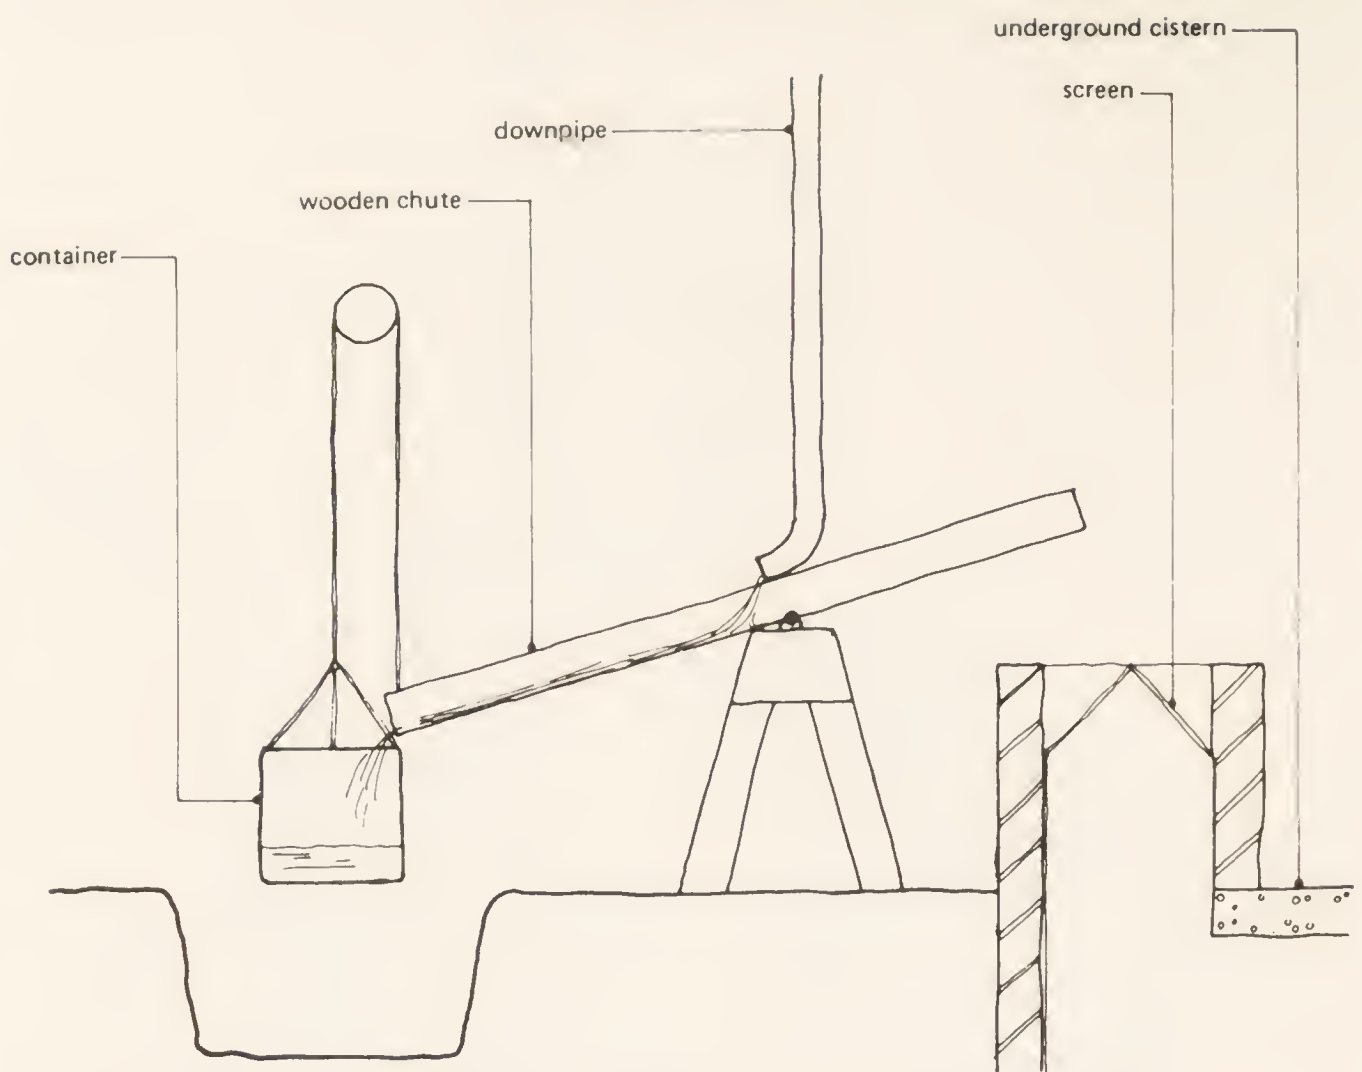 underground cistern
screen
downpipe
wooden chute
container